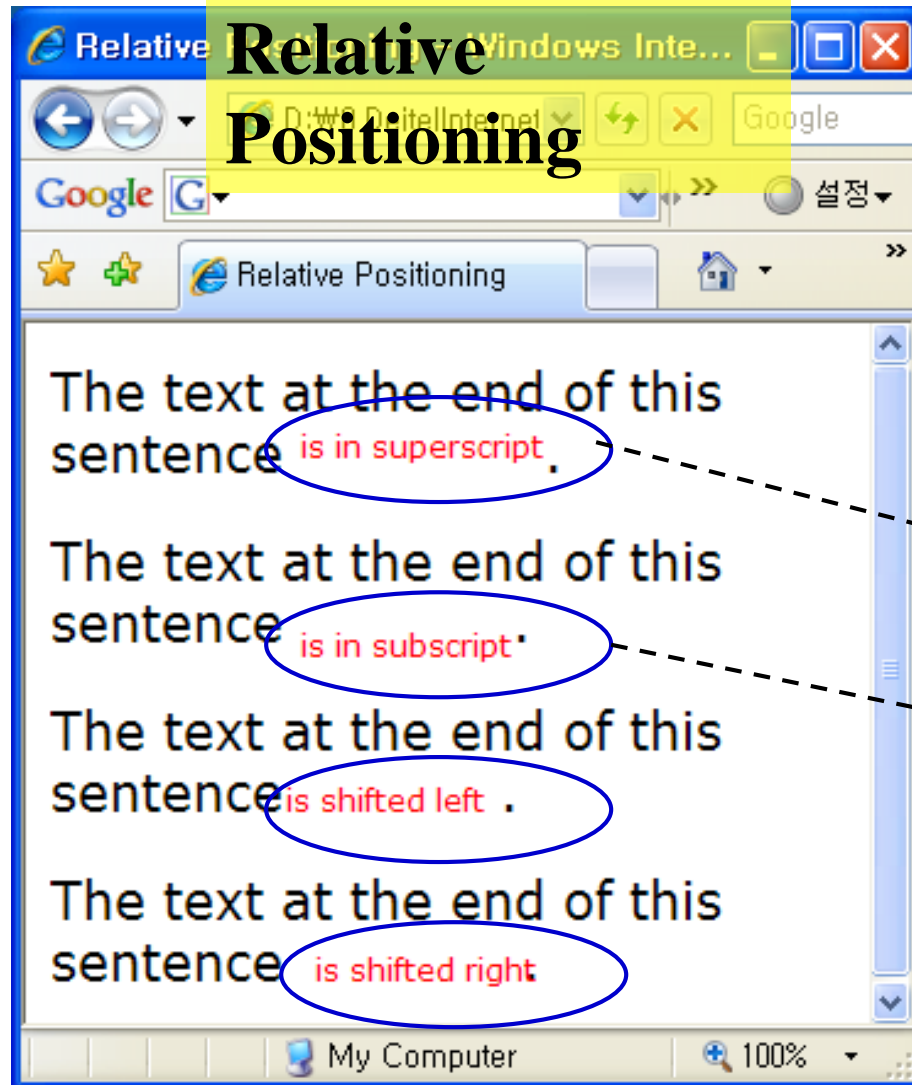 Relative
Positioning
Relative Positioning - Windows Inte...
D:₩9.DeitelInternet
Google
Google G
설정
Relative Positioning
The text at the end of this
sentence is in superscript.
The text at the end of this
sentence is in subscript.
The text at the end of this
sentence is shifted left .
The text at the end of this
sentence is shifted right.
My Computer
100%